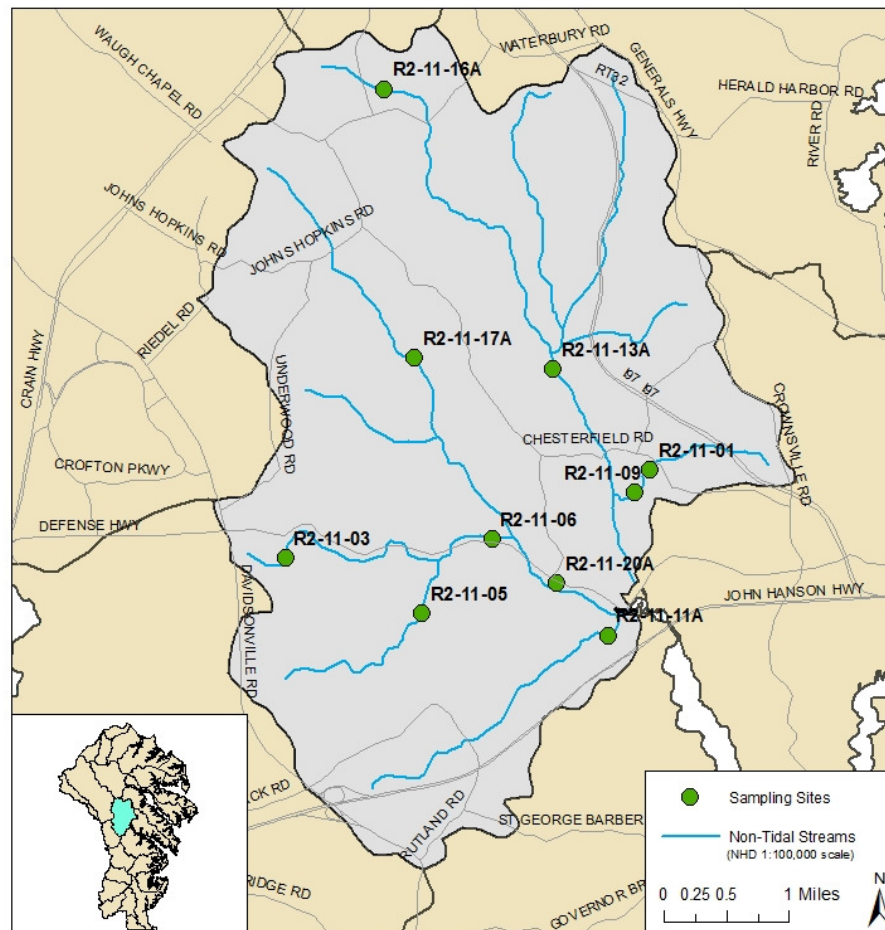 WATERBURY RD
WAUGH CHAPEL RD
R2-11-16A
RT 32
GENERALS HWY
HERALD HARBOR RD
RIVER RD
JOHNS HOPKINS RD
JOHNS HOPKINS RD
RIEDEL RD
CRAIN HWY
UNDERWOOD RD
R2-11-17A
R2-11-13A
I97 I97
CROWNSVILLE RD
CHESTERFIELD RD
R2-11-01
CROFTON PKWY
R2-11-09
DEFENSE HWY
R2-11-03
R2-11-06
R2-11-20A
DAVIDSONVILLE RD
R2-11-05
JOHN HANSON HWY
R2-11-11A
CK RD
RUTLAND RD
ST GEORGE BARBER
RIDGE RD
GOVERNOR BR
Sampling Sites
Non-Tidal Streams
(NHD 1:100,000 scale)
0 0.25 0.5 1 Miles
N